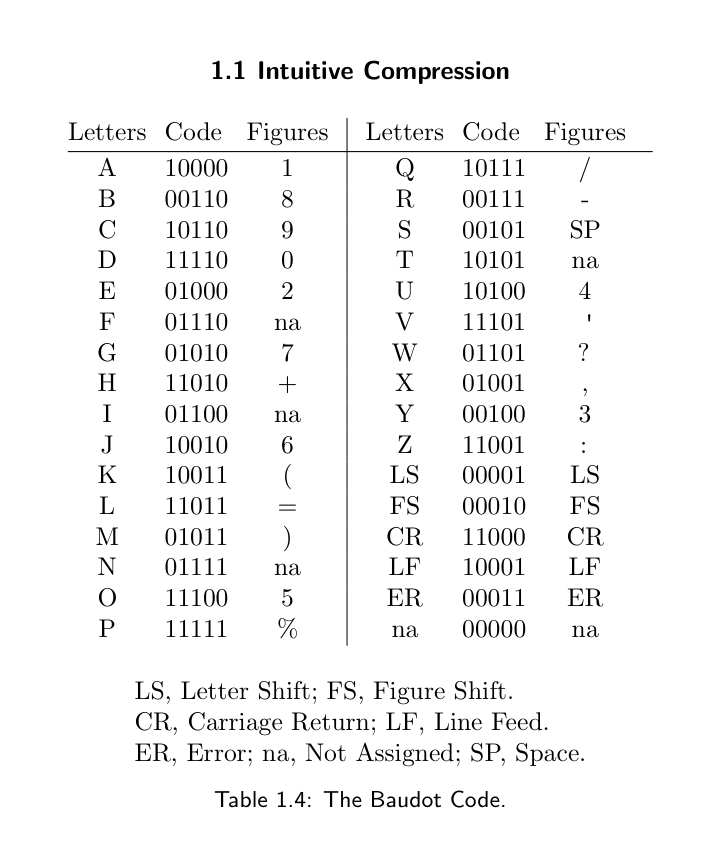 1.1 Intuitive Compression
Letters Code Figures Letters Code Figures
A 10000 1 Q 10111 /
B 00110 8 R 00111 -
C 10110 9 S 00101 SP
D 11110 0 T 10101 na
E 01000 2 U 10100 4
F 01110 na V 11101 '
G 01010 7 W 01101 ?
H 11010 + X 01001 ,
I 01100 na Y 00100 3
J 10010 6 Z 11001 :
K 10011 ( LS 00001 LS
L 11011 = FS 00010 FS
M 01011 ) CR 11000 CR
N 01111 na LF 10001 LF
O 11100 5 ER 00011 ER
P 11111 % na 00000 na
LS, Letter Shift; FS, Figure Shift.
CR, Carriage Return; LF, Line Feed.
ER, Error; na, Not Assigned; SP, Space.
Table 1.4: The Baudot Code.